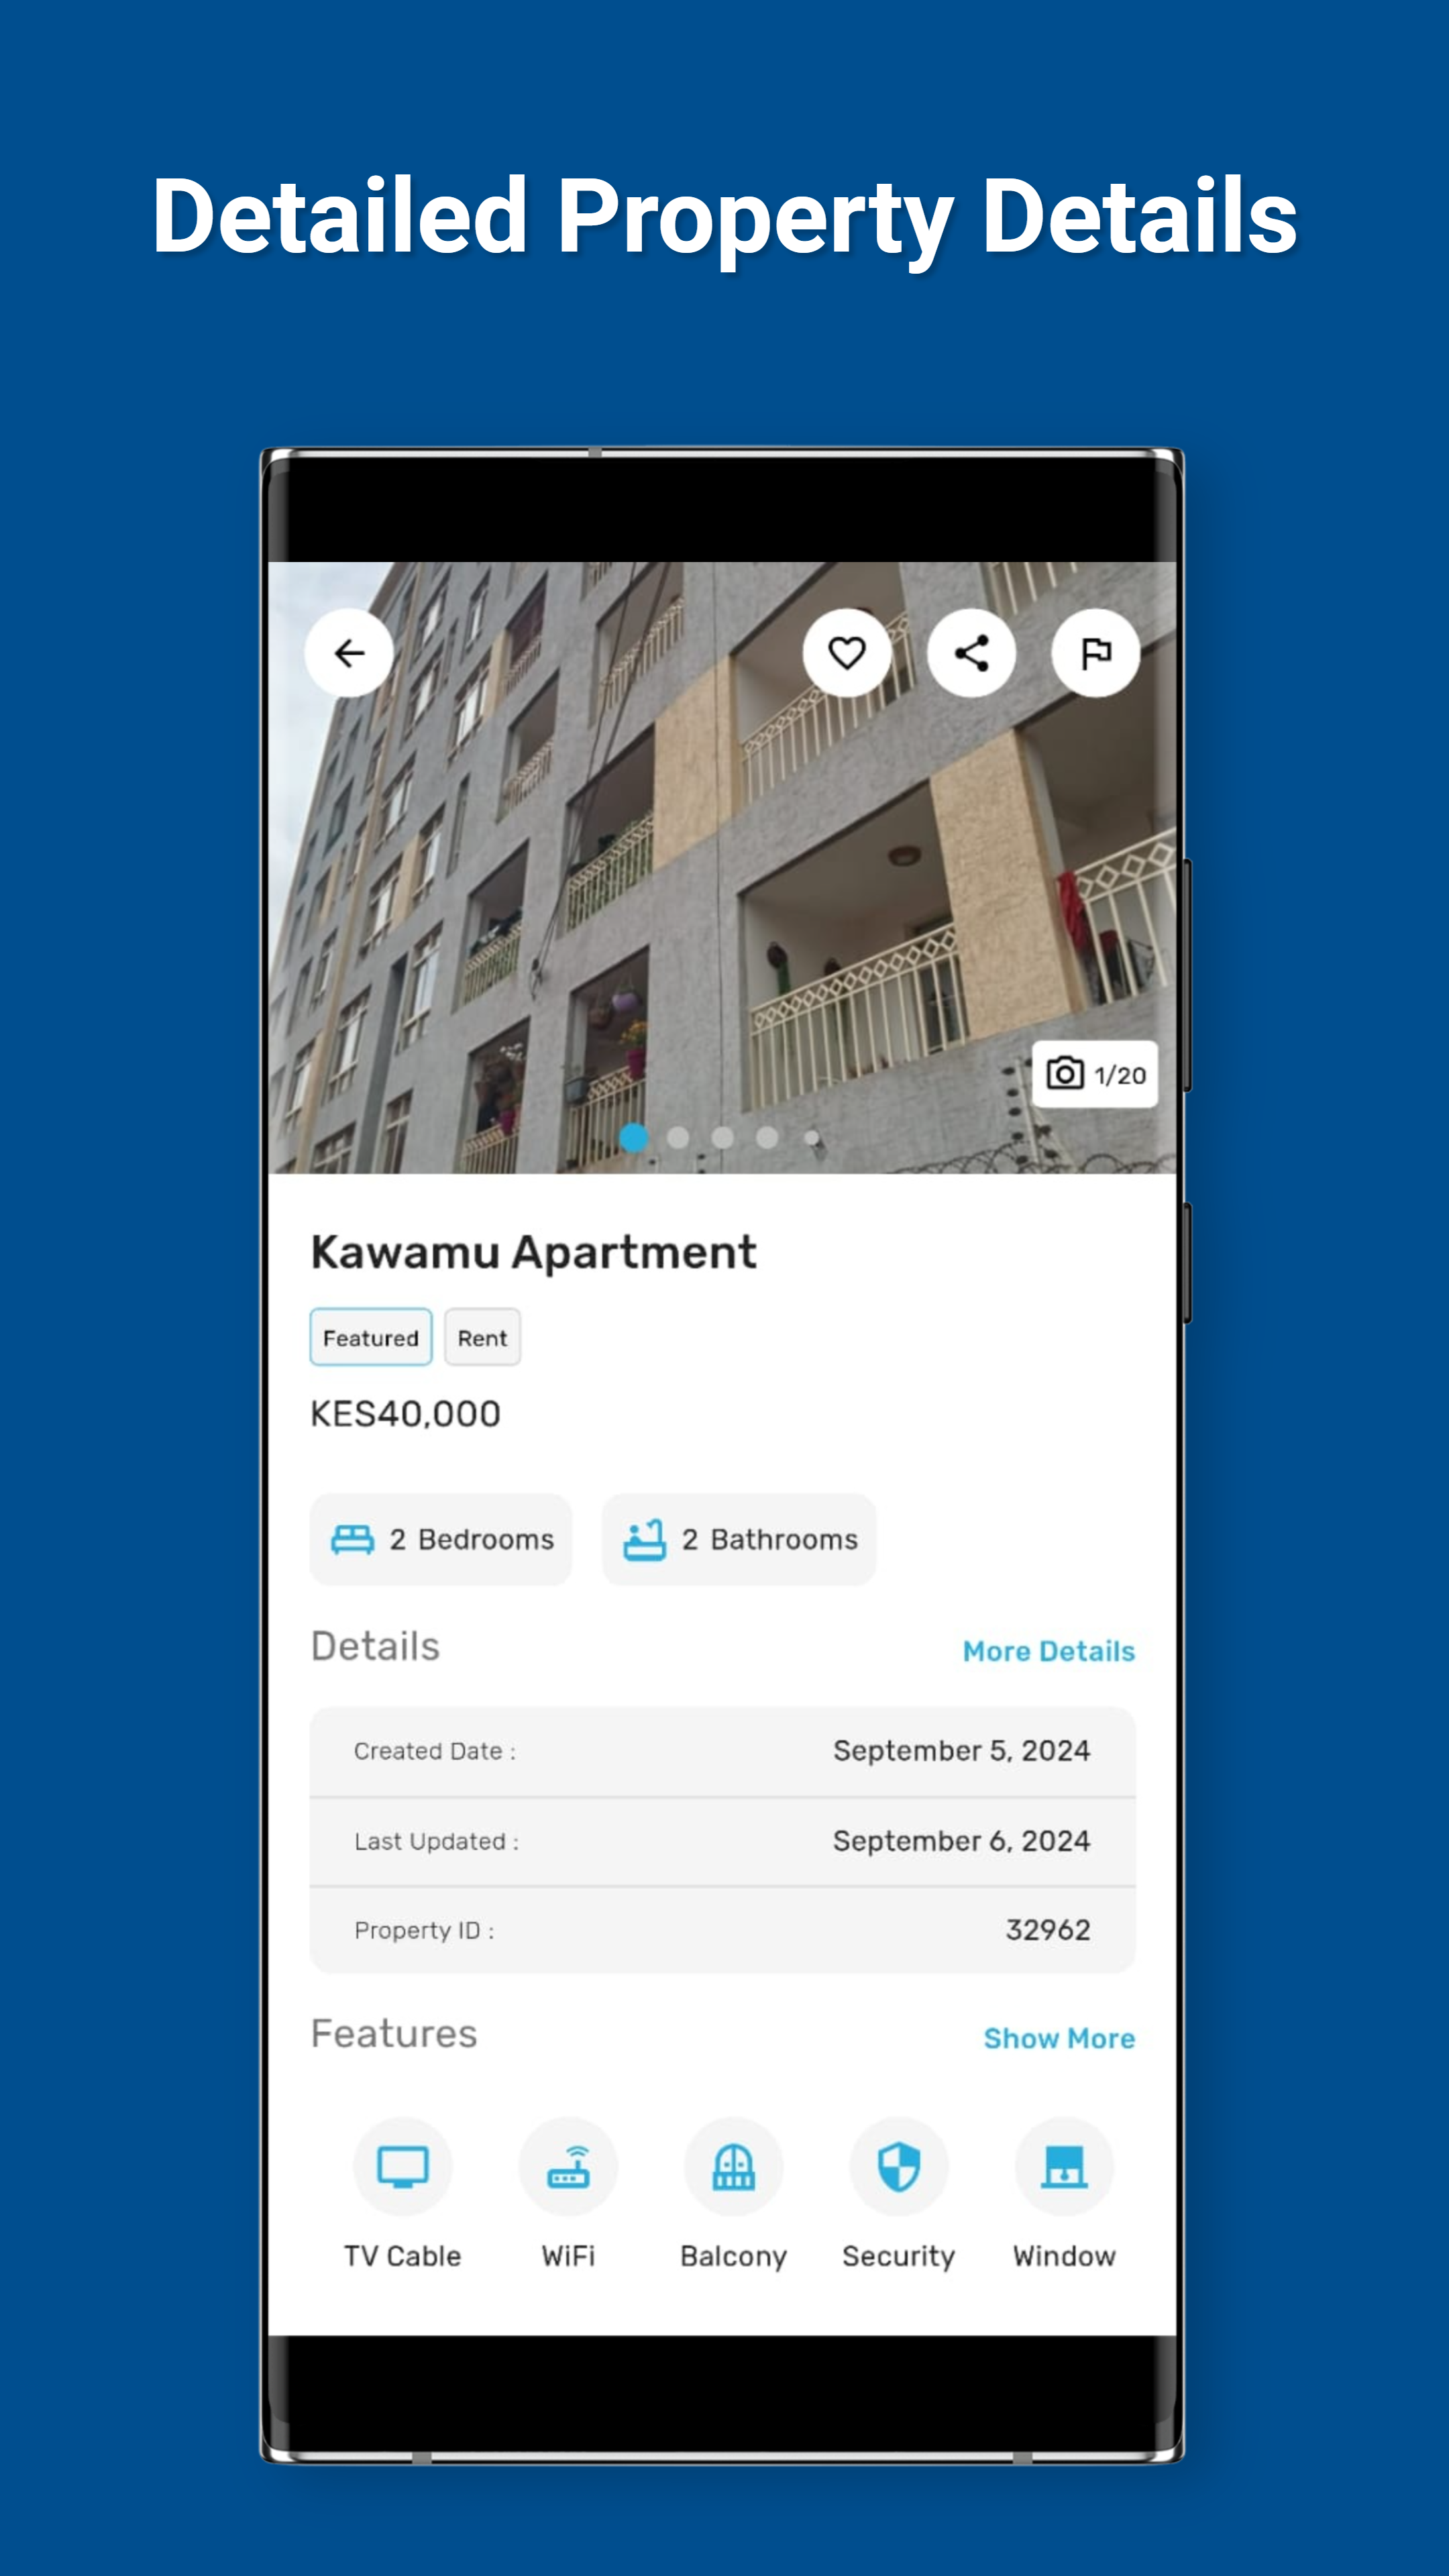 Detailed Property Details
1/20
Kawamu Apartment
Featured Rent
KES40,000
2 Bedrooms 2 Bathrooms
Details More Details
Created Date : September 5, 2024
Last Updated : September 6, 2024
Property ID : 32962
Features Show More
TV Cable WiFi Balcony Security Window